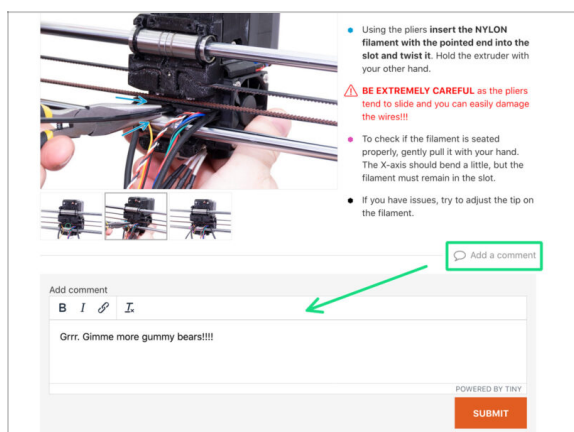 Using the pliers insert the NYLON
filament with the pointed end into the
slot and twist it. Hold the extruder with
your other hand.
BE EXTREMELY CAREFUL as the pliers
tend to slide and you can easily damage
the wires!!!
To check if the filament is seated
properly, gently pull it with your hand.
The X-axis should bend a little, but the
filament must remain in the slot.
If you have issues, try to adjust the tip on
the filament.
Add a comment
Add comment
B I Tx
Grrr. Gimme more gummy bears!!!!
POWERED BY TINY
SUBMIT